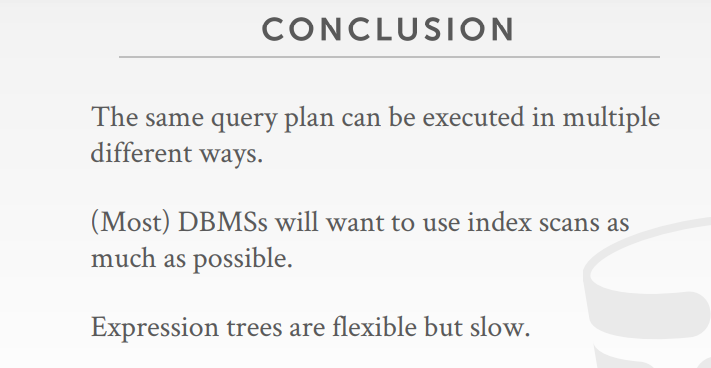 CONCLUSION
The same query plan can be executed in multiple
different ways.
(Most) DBMSs will want to use index scans as
much as possible.
Expression trees are flexible but slow.